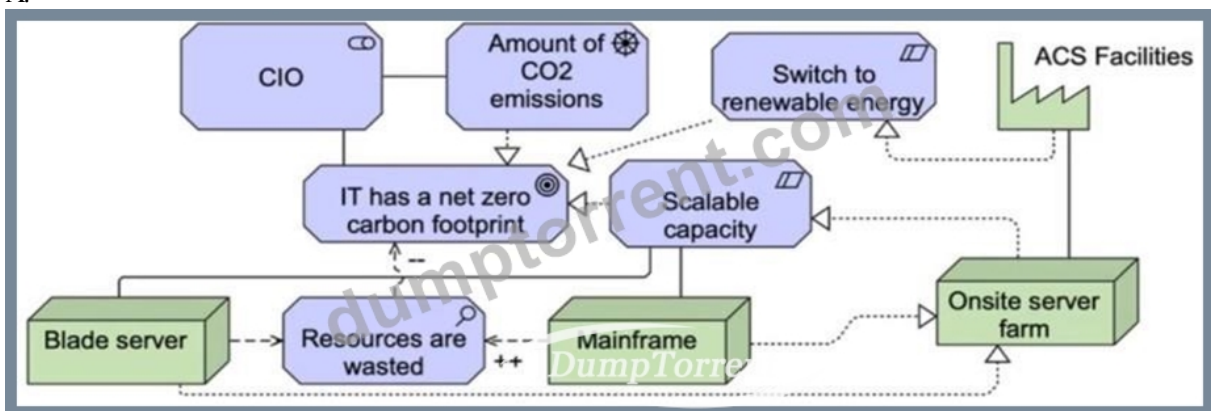 A.
CIO
Amount of
CO2
emissions
Switch to
renewable energy
ACS Facilities
IT has a net zero
carbon footprint
Scalable
capacity
--
Blade server
Resources are
wasted
++
Mainframe
Onsite server
farm
dumptorrent.com
DumpTorre